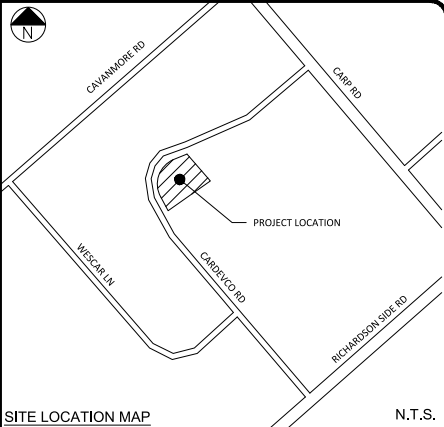 N
CAVANMORE RD
CARP RD
PROJECT LOCATION
WESCAR LN
CARDEVCO RD
RICHARDSON SIDE RD
SITE LOCATION MAP
N.T.S.